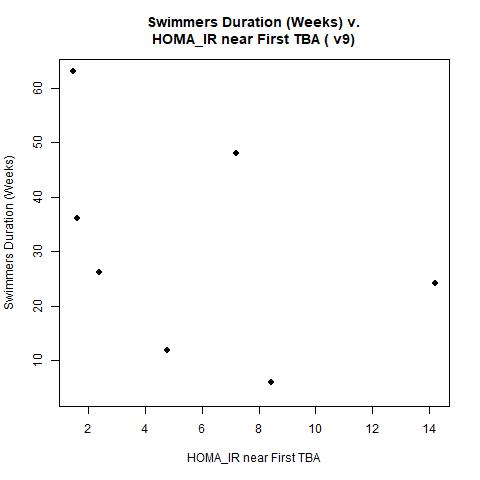 Swimmers Duration (Weeks) v.
HOMA_IR near First TBA ( v9)
Swimmers Duration (Weeks)
60
50
40
30
20
10
2 4 6 8 10 12 14
HOMA_IR near First TBA